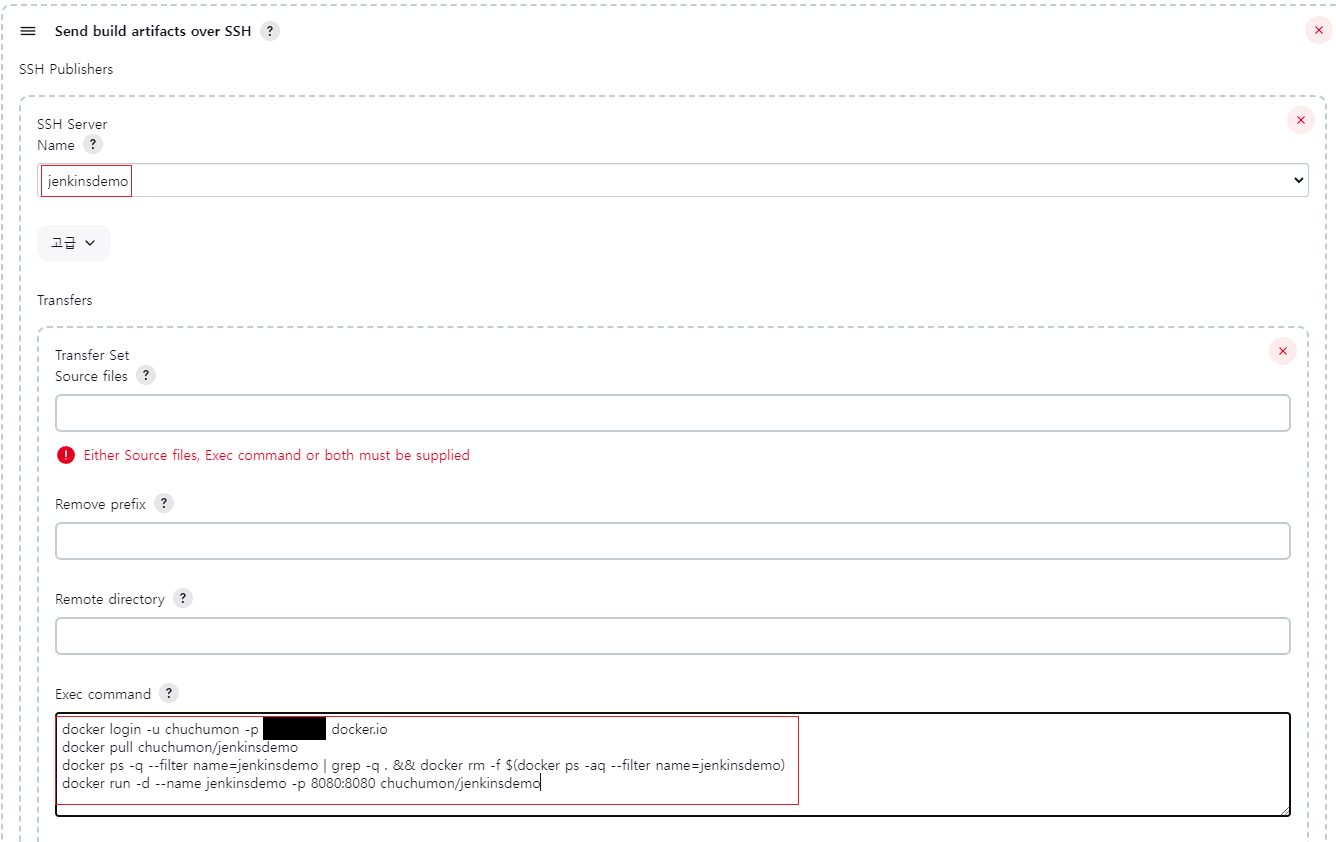 Send build artifacts over SSH ?
SSH Publishers
SSH Server
Name ?
jenkinsdemo
고급
Transfers
Transfer Set
Source files ?
Either Source files, Exec command or both must be supplied
Remove prefix ?
Remote directory ?
Exec command ?
docker login -u chuchumon -p docker.io
docker pull chuchumon/jenkinsdemo
docker ps -q --filter name=jenkinsdemo | grep -q . && docker rm -f $(docker ps -aq --filter name=jenkinsdemo)
docker run -d --name jenkinsdemo -p 8080:8080 chuchumon/jenkinsdemo